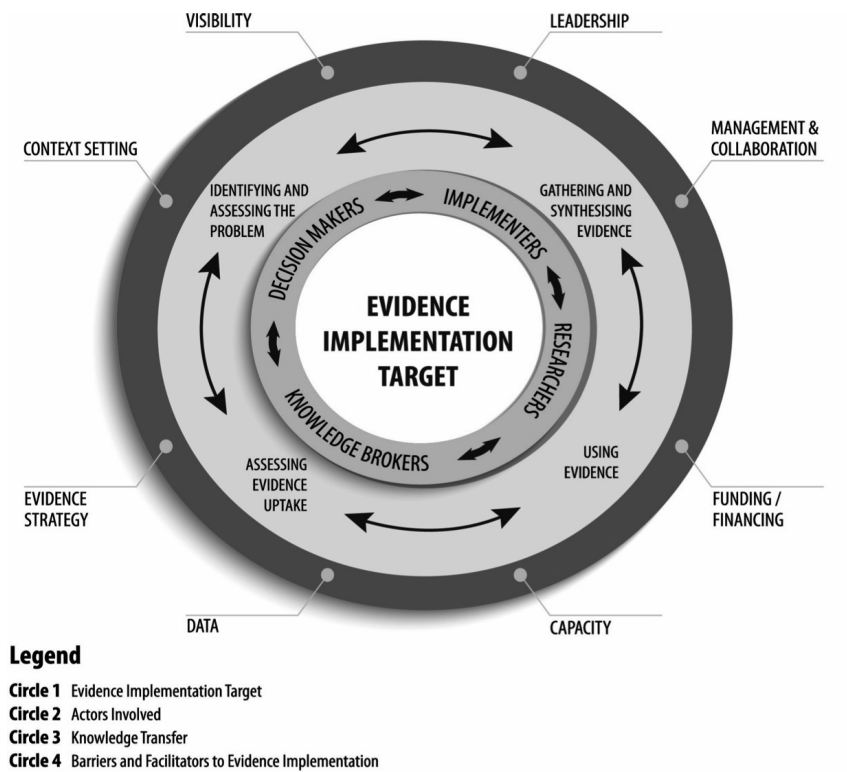 VISIBILITY
LEADERSHIP
CONTEXT SETTING
MANAGEMENT &
COLLABORATION
IDENTIFYING AND
ASSESSING THE
PROBLEM
GATHERING AND
SYNTHESISING
EVIDENCE
DECISION MAKERS
IMPLEMENTERS
RESEARCHERS
KNOWLEDGE BROKERS
EVIDENCE
IMPLEMENTATION
TARGET
ASSESSING
EVIDENCE
UPTAKE
USING
EVIDENCE
EVIDENCE
STRATEGY
FUNDING /
FINANCING
DATA
CAPACITY
Legend
Circle 1 Evidence Implementation Target
Circle 2 Actors Involved
Circle 3 Knowledge Transfer
Circle 4 Barriers and Facilitators to Evidence Implementation